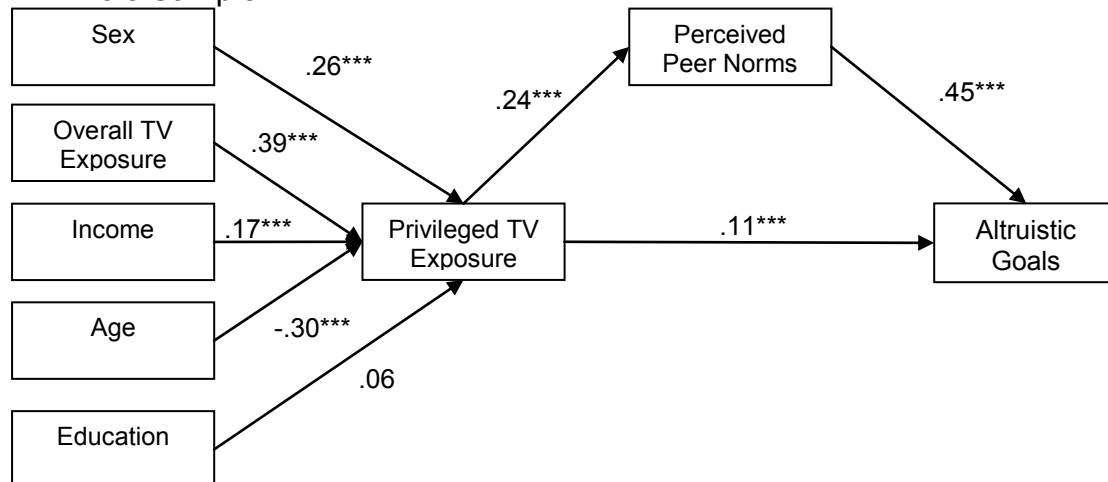 Sex
.26***
Perceived
Peer Norms
.24***
.45***
Overall TV
Exposure
.39***
Income
.17***
Privileged TV
Exposure
.11***
Altruistic
Goals
Age
-.30***
.06
Education